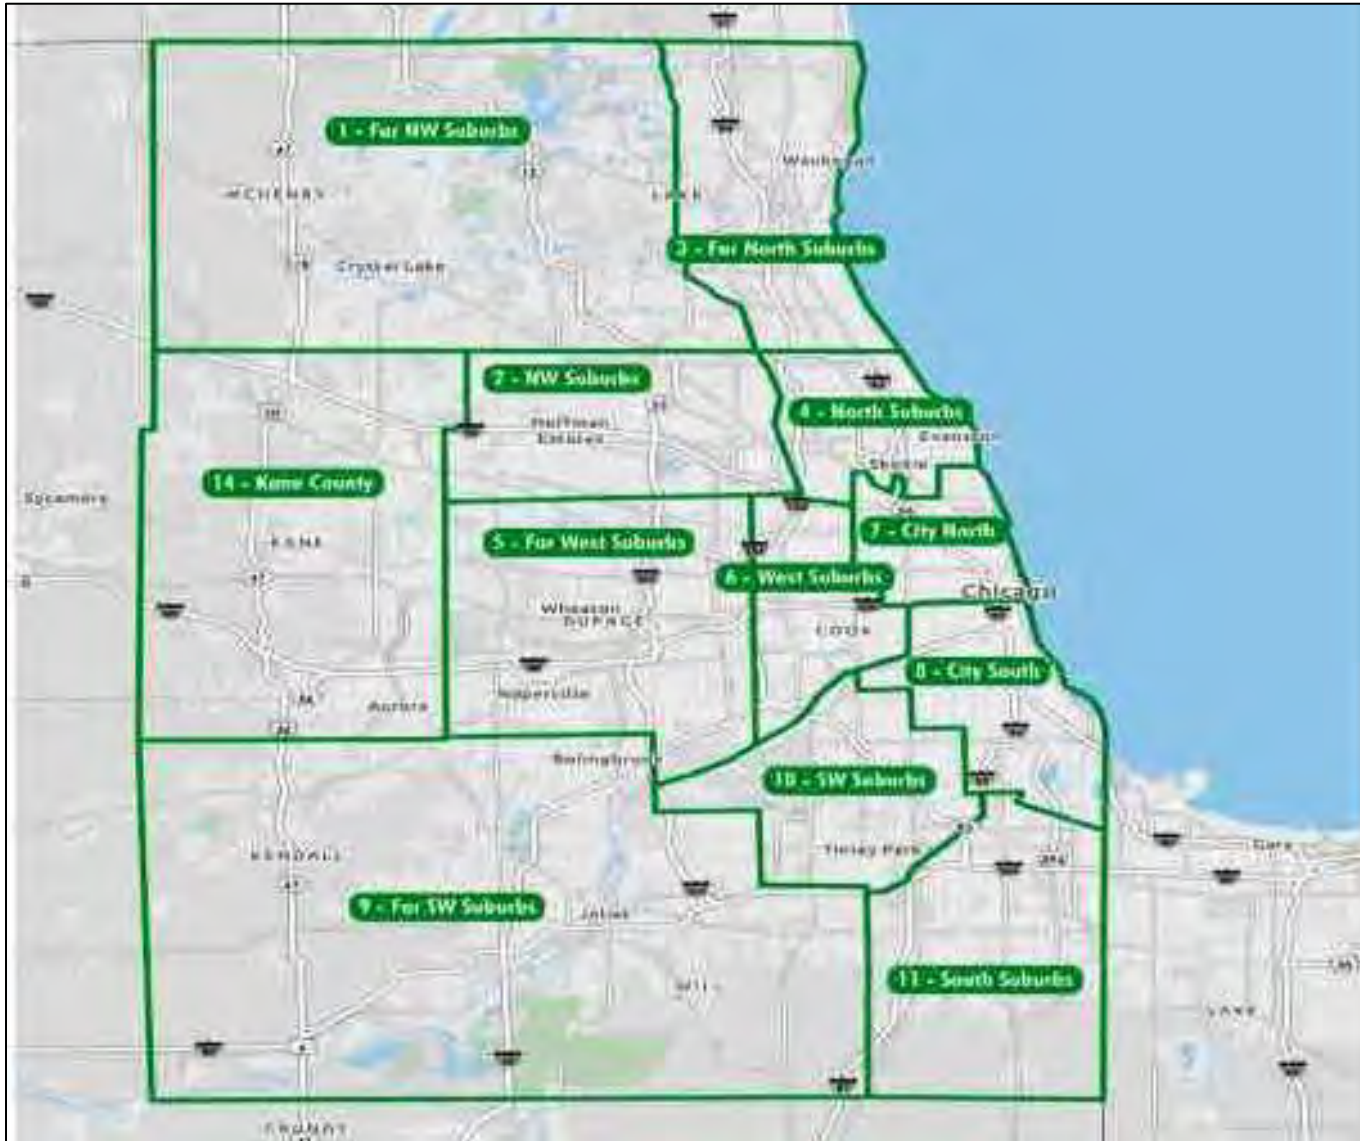 1 - Far NW Suburbs
Waukegan
MCHENRY
LAKE
3 - Far North Suburbs
Crystal Lake
2 - NW Suburbs
4 - North Suburbs
Hoffman
Estates
Evanston
Skokie
14 - Kane County
Sycamore
7 - City North
5 - Far West Suburbs
KANE
6 - West Suburbs
Chicago
Wheaton
DUPAGE
COOK
8 - City South
Naperville
Aurora
Bolingbrook
10 - SW Suburbs
Tinley Park
Gary
KENDALL
9 - Far SW Suburbs
Joliet
11 - South Suburbs
WILL
LAKE
GRUNDY